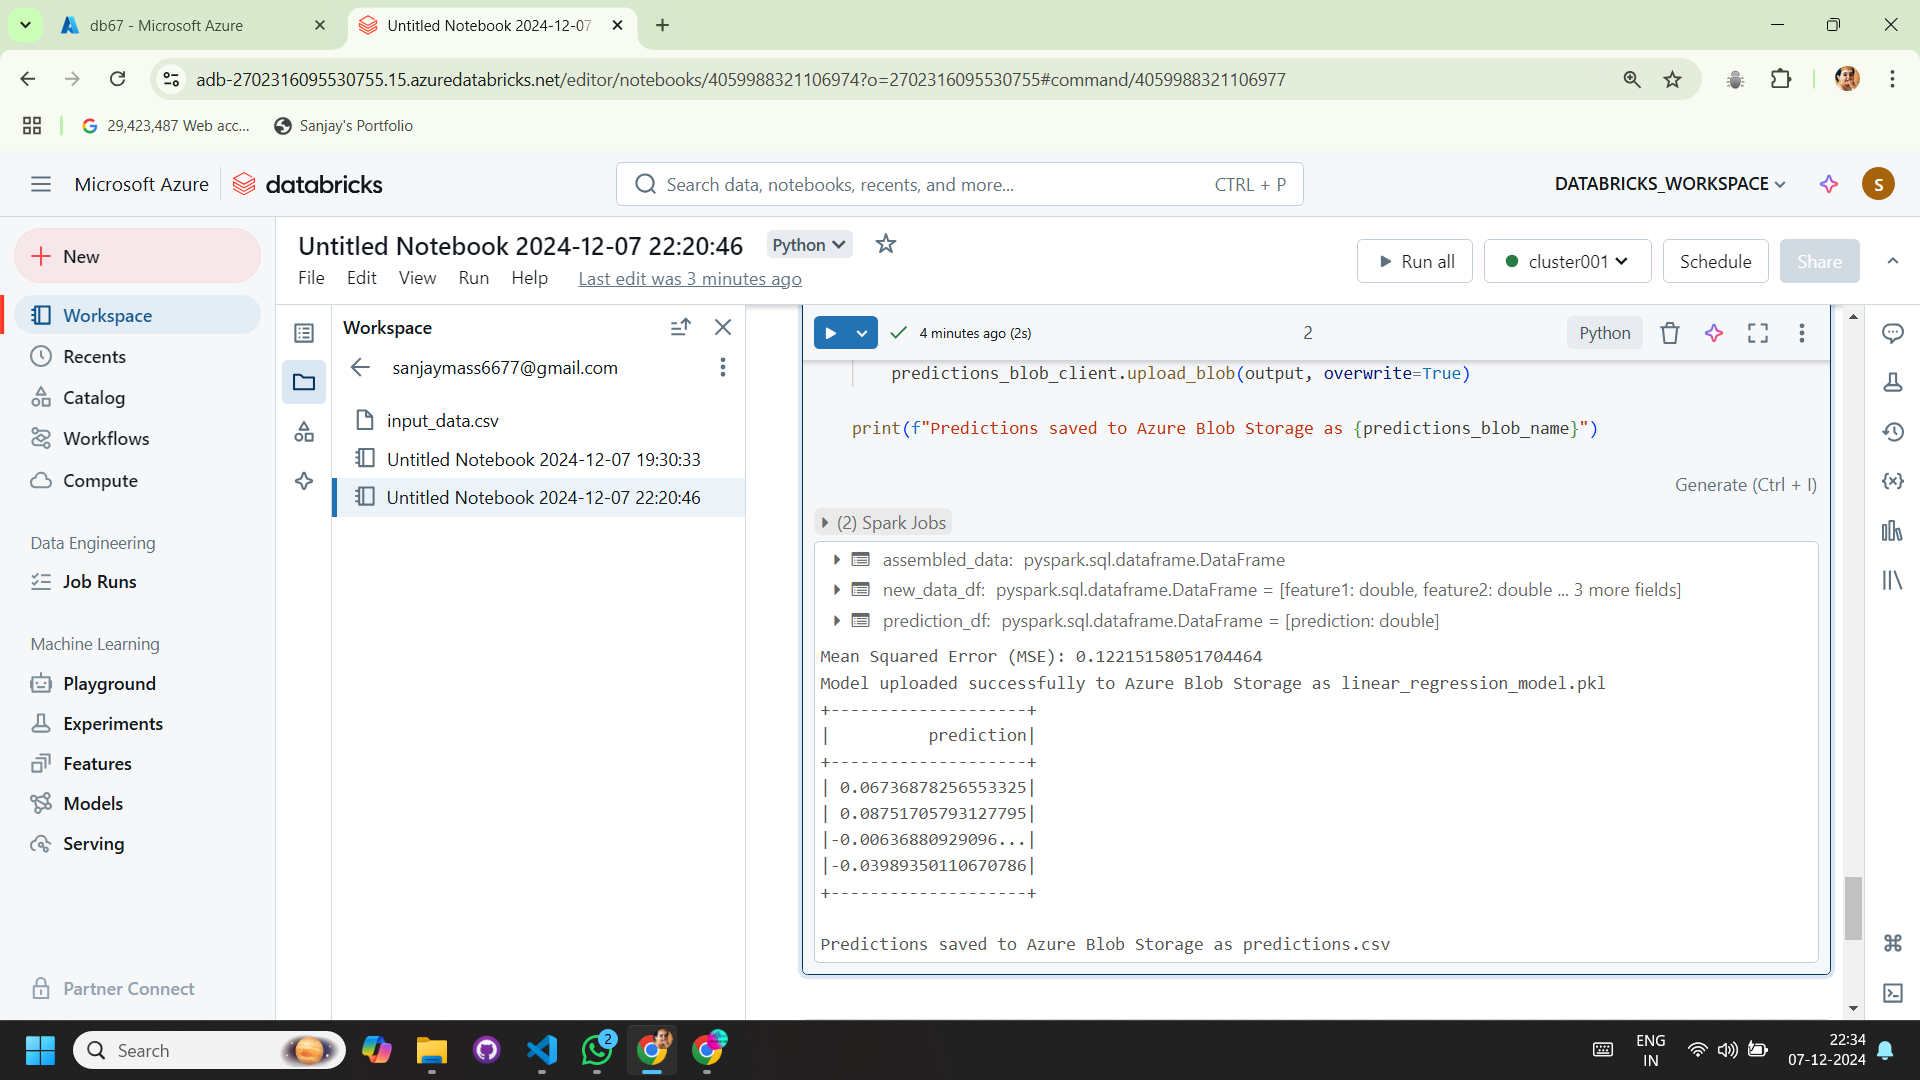 db67 - Microsoft Azure
Untitled Notebook 2024-12-07
adb-2702316095530755.15.azuredatabricks.net/editor/notebooks/4059988321106974?o=2702316095530755#command/4059988321106977
29,423,487 Web acc...
Sanjay's Portfolio
Microsoft Azure
databricks
Search data, notebooks, recents, and more...
CTRL + P
DATABRICKS_WORKSPACE
S
New
Workspace
Recents
Catalog
Workflows
Compute
Data Engineering
Job Runs
Machine Learning
Playground
Experiments
Features
Models
Serving
Partner Connect
Untitled Notebook 2024-12-07 22:20:46
Python
File Edit View Run Help Last edit was 3 minutes ago
Run all
cluster001
Schedule
Share
Workspace
sanjaymass6677@gmail.com
input_data.csv
Untitled Notebook 2024-12-07 19:30:33
Untitled Notebook 2024-12-07 22:20:46
4 minutes ago (2s)
2
Python
predictions_blob_client.upload_blob(output, overwrite=True)
print(f"Predictions saved to Azure Blob Storage as {predictions_blob_name}")
Generate (Ctrl + I)
(2) Spark Jobs
assembled_data: pyspark.sql.dataframe.DataFrame
new_data_df: pyspark.sql.dataframe.DataFrame = [feature1: double, feature2: double ... 3 more fields]
prediction_df: pyspark.sql.dataframe.DataFrame = [prediction: double]
Mean Squared Error (MSE): 0.12215158051704464
Model uploaded successfully to Azure Blob Storage as linear_regression_model.pkl
+--------------------+
|          prediction|
+--------------------+
| 0.06736878256553325|
| 0.08751705793127795|
|-0.00636880929096...|
|-0.03989350110670786|
+--------------------+
Predictions saved to Azure Blob Storage as predictions.csv
Search
2
ENG
IN
22:34
07-12-2024